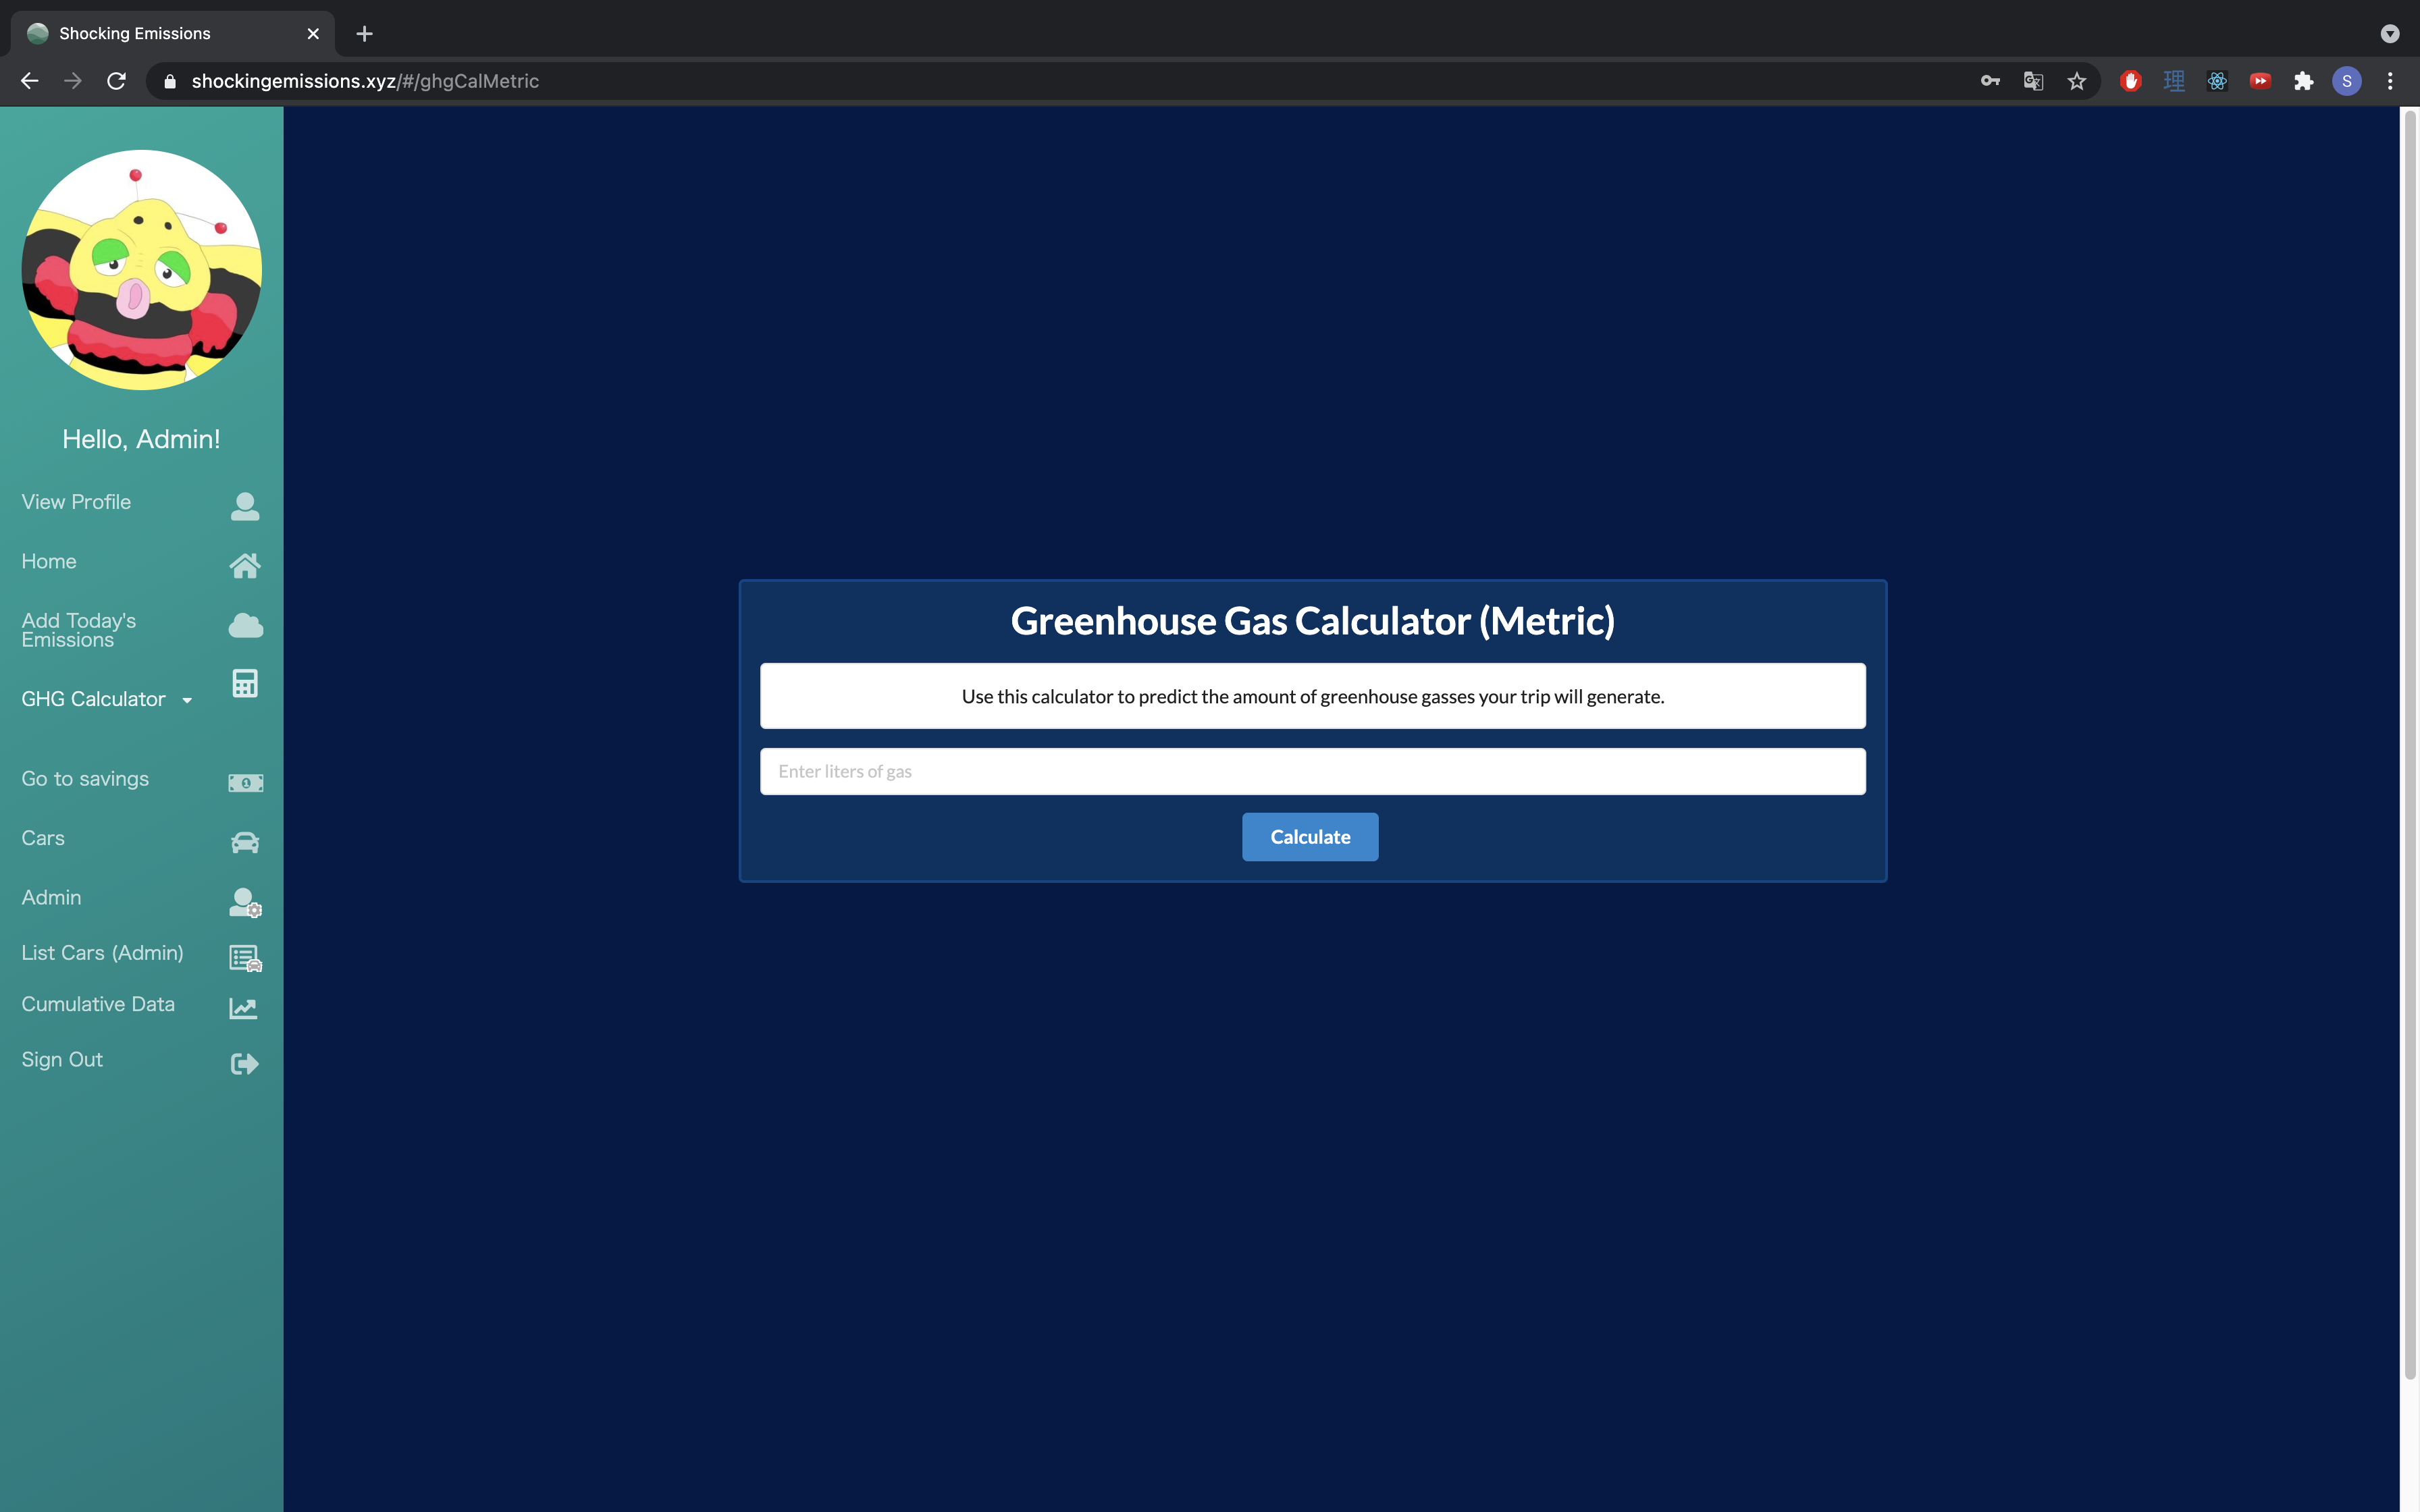 Shocking Emissions
shockingemissions.xyz/#/ghgCalMetric
S
Hello, Admin!
View Profile
Home
Add Today's
Emissions
GHG Calculator
Go to savings
1
Cars
Admin
List Cars (Admin)
Cumulative Data
Sign Out
Greenhouse Gas Calculator (Metric)
Use this calculator to predict the amount of greenhouse gasses your trip will generate.
Enter liters of gas
Calculate